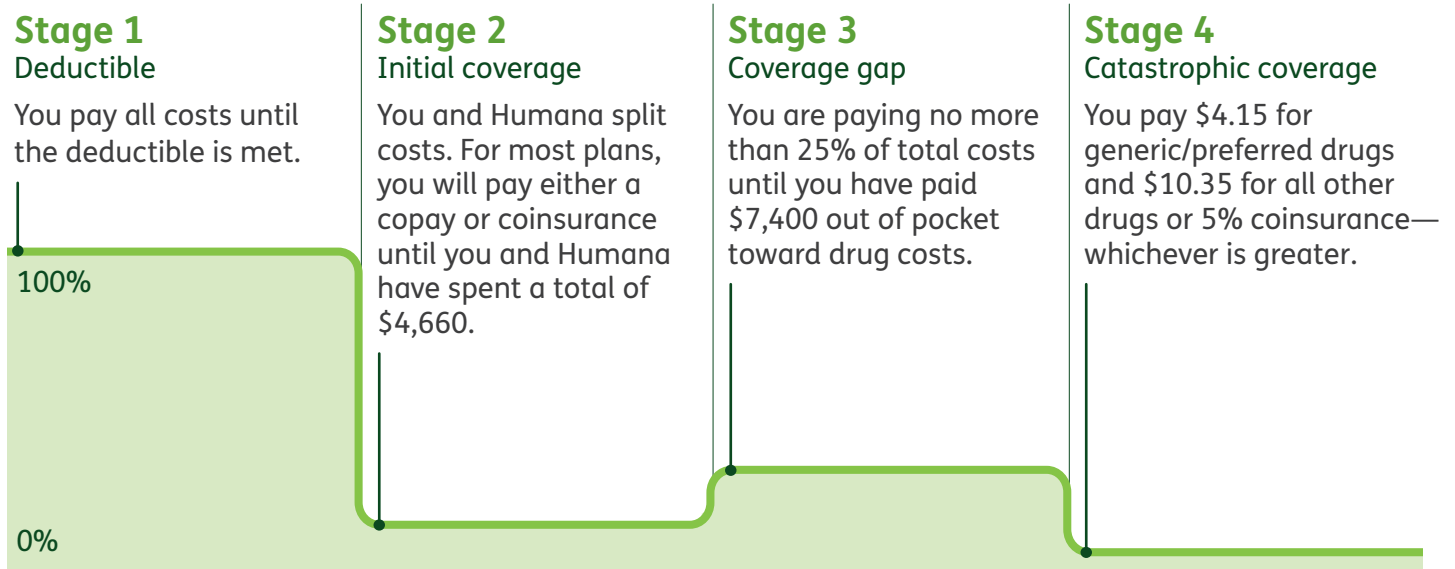 Stage 1
Deductible
You pay all costs until
the deductible is met.
100%
0%
Stage 2
Initial coverage
You and Humana split
costs. For most plans,
you will pay either a
copay or coinsurance
until you and Humana
have spent a total of
$4,660.
Stage 3
Coverage gap
You are paying no more
than 25% of total costs
until you have paid
$7,400 out of pocket
toward drug costs.
Stage 4
Catastrophic coverage
You pay $4.15 for
generic/preferred drugs
and $10.35 for all other
drugs or 5% coinsurance—
whichever is greater.